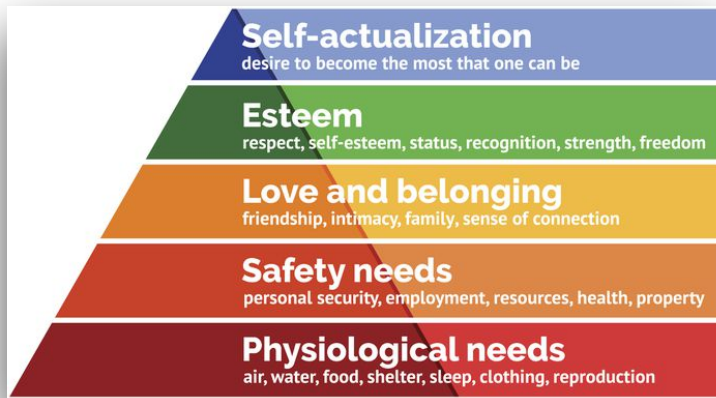 Self-actualization
desire to become the most that one can be
Esteem
respect, self-esteem, status, recognition, strength, freedom
Love and belonging
friendship, intimacy, family, sense of connection
Safety needs
personal security, employment, resources, health, property
Physiological needs
air, water, food, shelter, sleep, clothing, reproduction